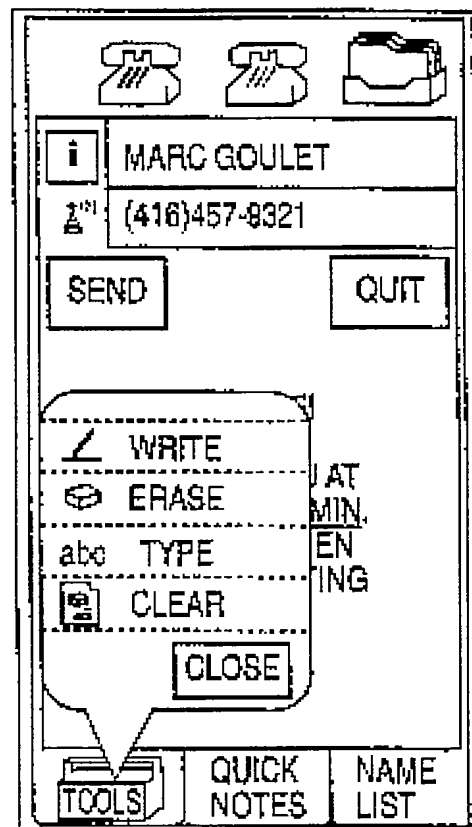 i MARC GOULET
(416)457-9321
SEND QUIT
WRITE
AT
ERASE
MIN.
abc TYPE
EN
TING
CLEAR
CLOSE
TOOLS
QUICK
NOTES
NAME
LIST